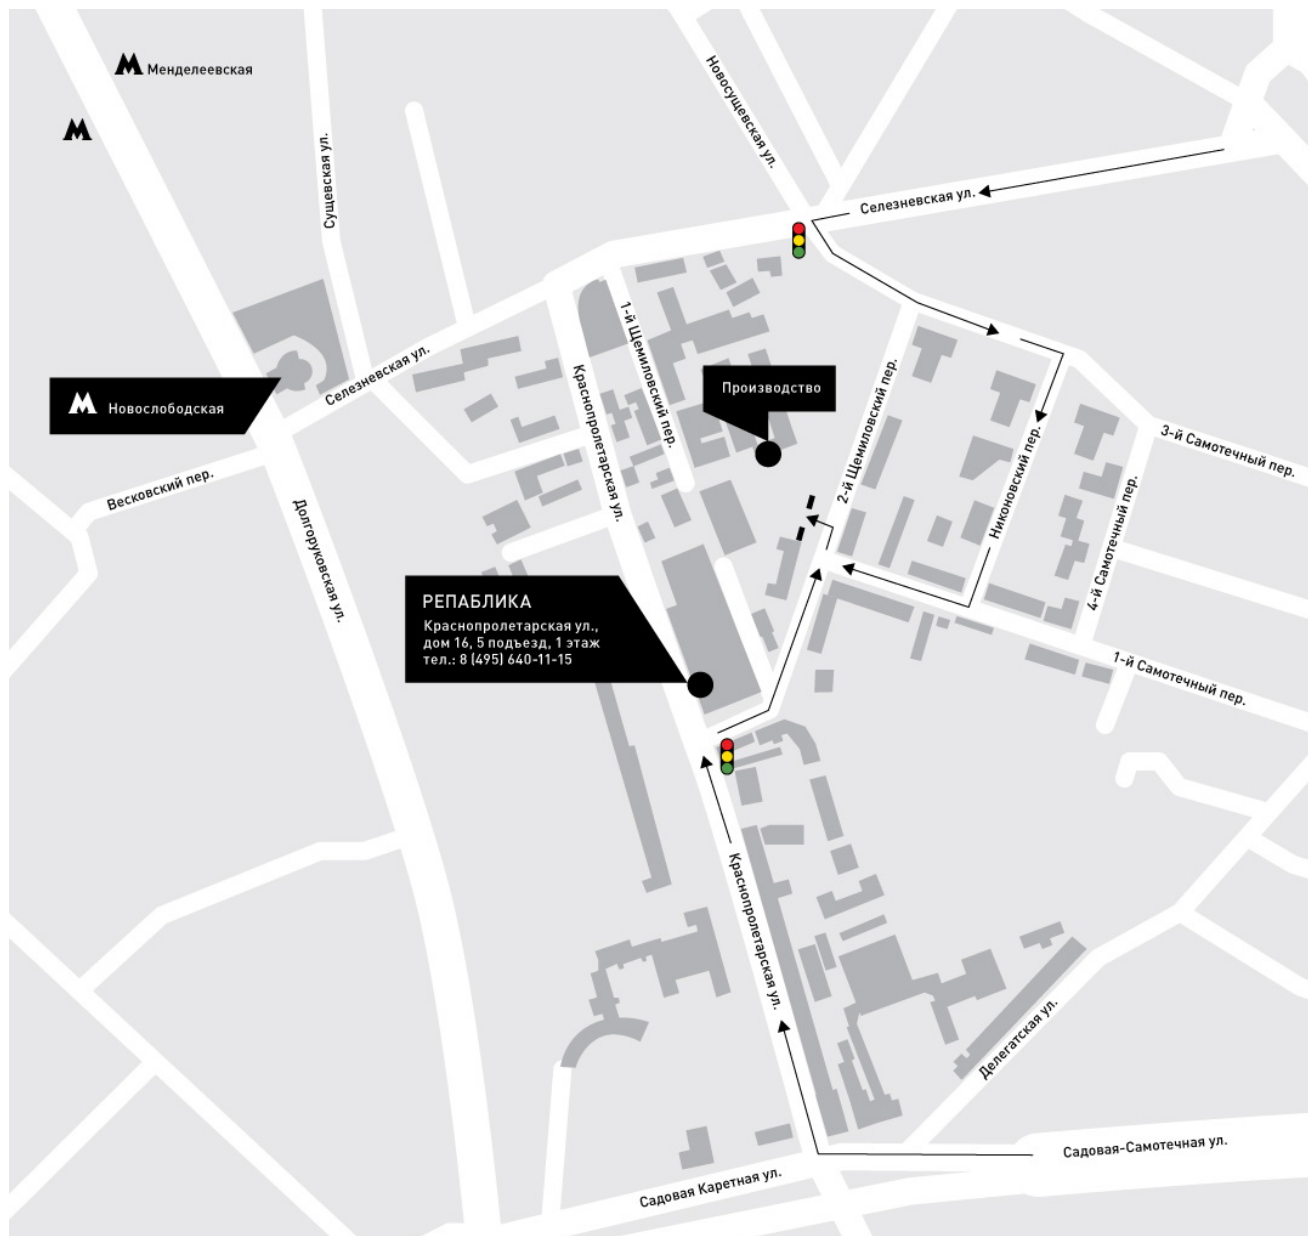 Менделеевская
Новосущевская ул.
Сущевская ул.
Селезневская ул.
1-й Щемиловский пер.
Селезневская ул.
Новослободская
Производство
Краснопролетарская ул.
2-й Щемиловский пер.
Никоновский пер.
3-й Самотечный пер.
4-й Самотечный пер.
Весковский пер.
Долгоруковская ул.
РЕПАБЛИКА
Краснопролетарская ул.,
дом 16, 5 подъезд, 1 этаж
тел.: 8 (495) 640-11-15
1-й Самотечный пер.
Краснопролетарская ул.
Делегатская ул.
Садовая-Самотечная ул.
Садовая Каретная ул.